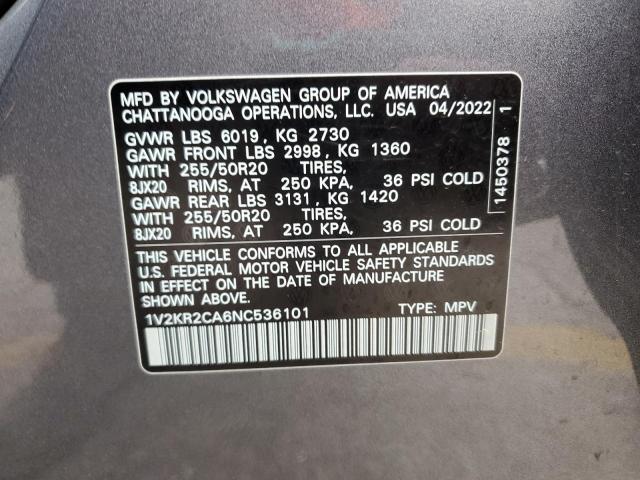 MFD BY VOLKSWAGEN GROUP OF AMERICA
CHATTANOOGA OPERATIONS, LLC. USA 04/2022
GVWR LBS 6019, KG 2730
GAWR FRONT LBS 2998, KG 1360
WITH 255/50R20 TIRES,
8JX20 RIMS, AT 250 KPA, 36 PSI COLD
GAWR REAR LBS 3131, KG 1420
WITH 255/50R20 TIRES,
8JX20 RIMS, AT 250 KPA, 36 PSI COLD
THIS VEHICLE CONFORMS TO ALL APPLICABLE
U.S. FEDERAL MOTOR VEHICLE SAFETY STANDARDS
IN EFFECT ON THE DATE OF MANUFACTURE
SHOWN ABOVE
1V2KR2CA6NC536101 TYPE: MPV
1450378 1